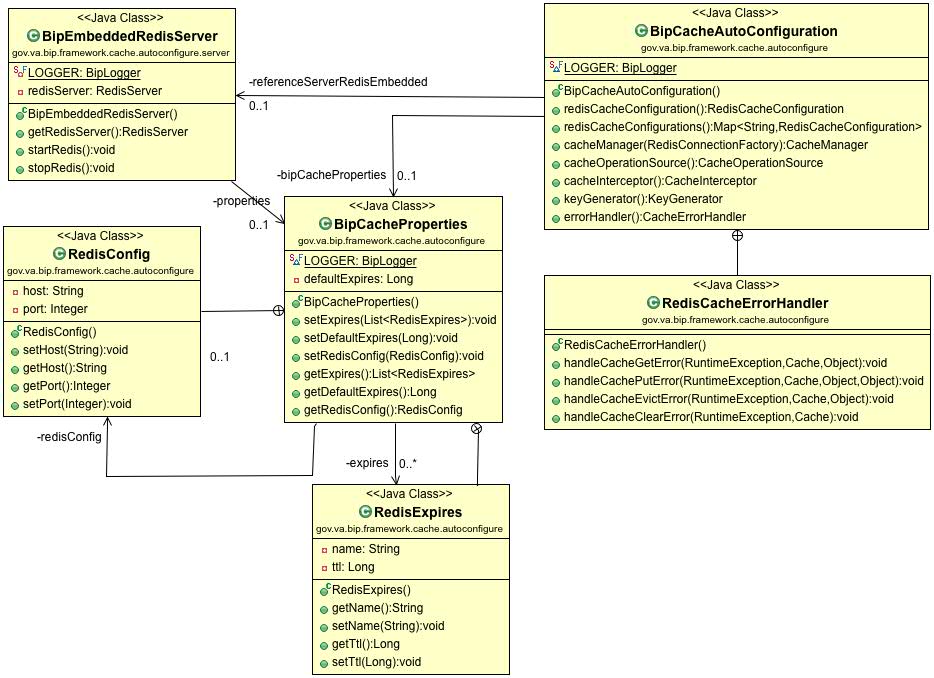 <<Java Class>>
BipEmbeddedRedisServer
gov.va.bip.framework.cache.autoconfigure.server
LOGGER: BipLogger
redisServer: RedisServer
BipEmbeddedRedisServer()
getRedisServer():RedisServer
startRedis():void
stopRedis():void
-referenceServerRedisEmbedded
0..1
<<Java Class>>
BipCacheAutoConfiguration
gov.va.bip.framework.cache.autoconfigure
LOGGER: BipLogger
BipCacheAutoConfiguration()
redisCacheConfiguration():RedisCacheConfiguration
redisCacheConfigurations():Map<String,RedisCacheConfiguration>
cacheManager(RedisConnectionFactory):CacheManager
cacheOperationSource():CacheOperationSource
cacheInterceptor():CacheInterceptor
keyGenerator():KeyGenerator
errorHandler():CacheErrorHandler
-bipCacheProperties
0..1
-properties
0..1
<<Java Class>>
BipCacheProperties
gov.va.bip.framework.cache.autoconfigure
LOGGER: BipLogger
defaultExpires: Long
BipCacheProperties()
setExpires(List<RedisExpires>):void
setDefaultExpires(Long):void
setRedisConfig(RedisConfig):void
getExpires():List<RedisExpires>
getDefaultExpires():Long
getRedisConfig():RedisConfig
<<Java Class>>
RedisConfig
gov.va.bip.framework.cache.autoconfigure
host: String
port: Integer
RedisConfig()
setHost(String):void
getHost():String
getPort():Integer
setPort(Integer):void
0..1
-redisConfig
<<Java Class>>
RedisCacheErrorHandler
gov.va.bip.framework.cache.autoconfigure
RedisCacheErrorHandler()
handleCacheGetError(RuntimeException,Cache,Object):void
handleCachePutError(RuntimeException,Cache,Object,Object):void
handleCacheEvictError(RuntimeException,Cache,Object):void
handleCacheClearError(RuntimeException,Cache):void
-expires
0..*
<<Java Class>>
RedisExpires
gov.va.bip.framework.cache.autoconfigure
name: String
ttl: Long
RedisExpires()
getName():String
setName(String):void
getTtl():Long
setTtl(Long):void